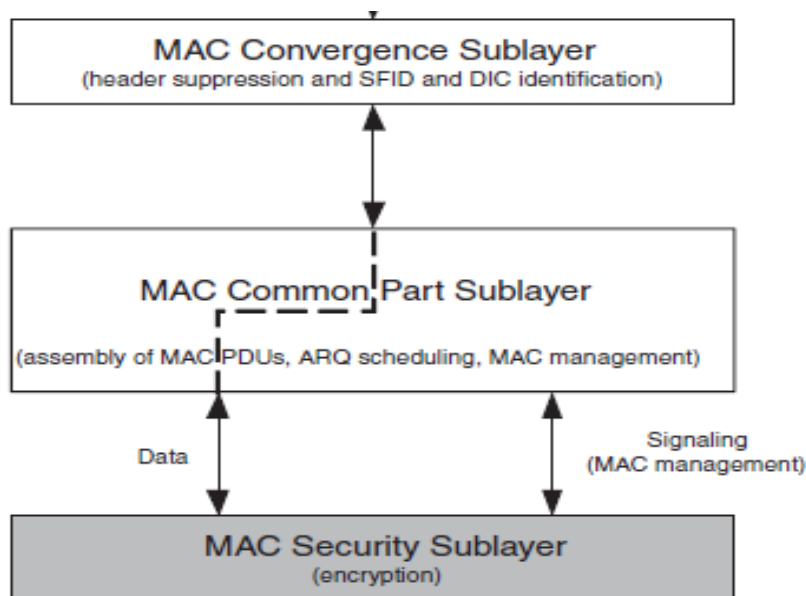 MAC Convergence Sublayer
(header suppression and SFID and DIC identification)
MAC Common Part Sublayer
(assembly of MAC PDUs, ARQ scheduling, MAC management)
Data
Signaling
(MAC management)
MAC Security Sublayer
(encryption)